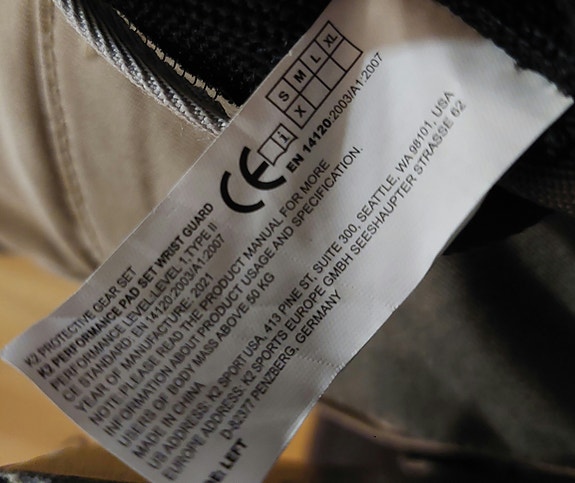 S M L XL
X
CE 1
EN 14120:2003/A1:2007
K2 PROTECTIVE GEAR SET
K2 PERFORMANCE PAD SET WRIST GUARD
PERFORMANCE LEVEL:LEVEL 1,TYPE II
CE STANDARD: EN 14120:2003/A1:2007
YEAR OF MANUFACTURE: 2021
NOTE, PLEASE READ THE PRODUCT MANUAL FOR MORE
INFORMATION ABOUT PRODUCT USAGE AND SPECIFICATION.
USERS OF BODY MASS ABOVE 50 KG
MADE IN CHINA
US ADDRESS: K2 SPORT USA, 413 PINE ST, SUITE 300, SEATTLE, WA 98101, USA
EUROPE ADDRESS: K2 SPORTS EUROPE GMBH SEESHAUPTER STRASSE 62
D-82377 PENZBERG, GERMANY
LEFT